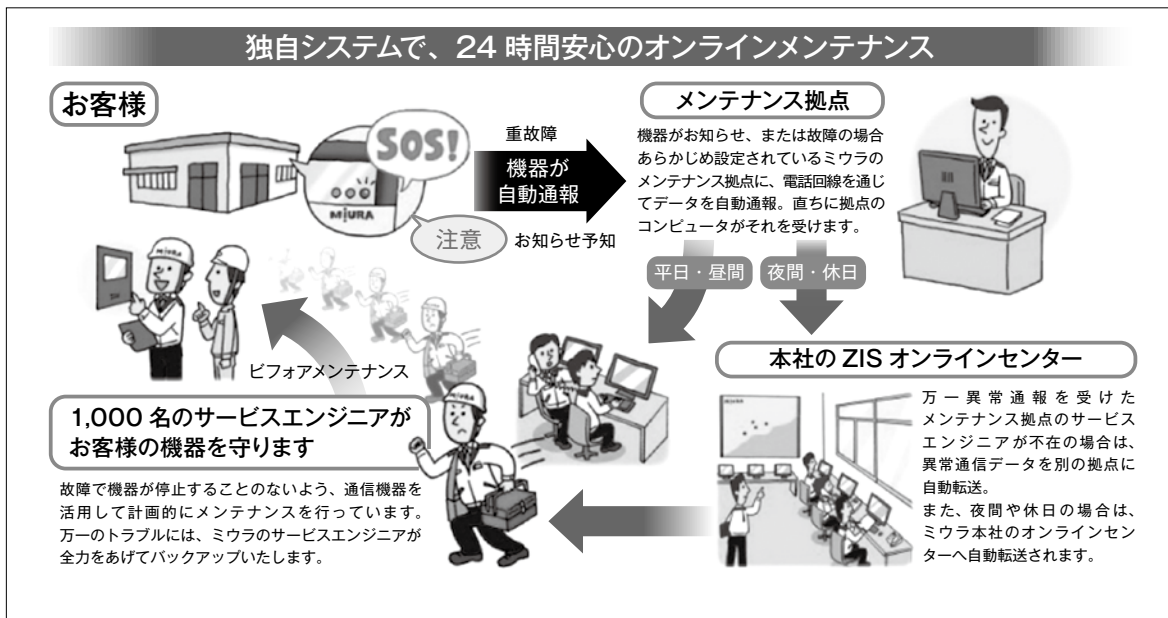 独自システムで、24時間安心のオンラインメンテナンス
お客様
SOS!
MIURA
重故障
機器が
自動通報
注意
お知らせ予知
メンテナンス拠点
機器がお知らせ、または故障の場合
あらかじめ設定されているミウラの
メンテナンス拠点に、電話回線を通じ
てデータを自動通報。直ちに拠点の
コンピュータがそれを受けます。
平日・昼間
夜間・休日
本社の ZIS オンラインセンター
万一異常通報を受けた
メンテナンス拠点のサービス
エンジニアが不在の場合は、
異常通信データを別の拠点に
自動転送。
また、夜間や休日の場合は、
ミウラ本社のオンラインセン
ターへ自動転送されます。
MIURA
ビフォアメンテナンス
1,000 名のサービスエンジニアが
お客様の機器を守ります
故障で機器が停止することのないよう、通信機器を
活用して計画的にメンテナンスを行っています。
万一のトラブルには、ミウラのサービスエンジニアが
全力をあげてバックアップいたします。
MIURA
MIURA